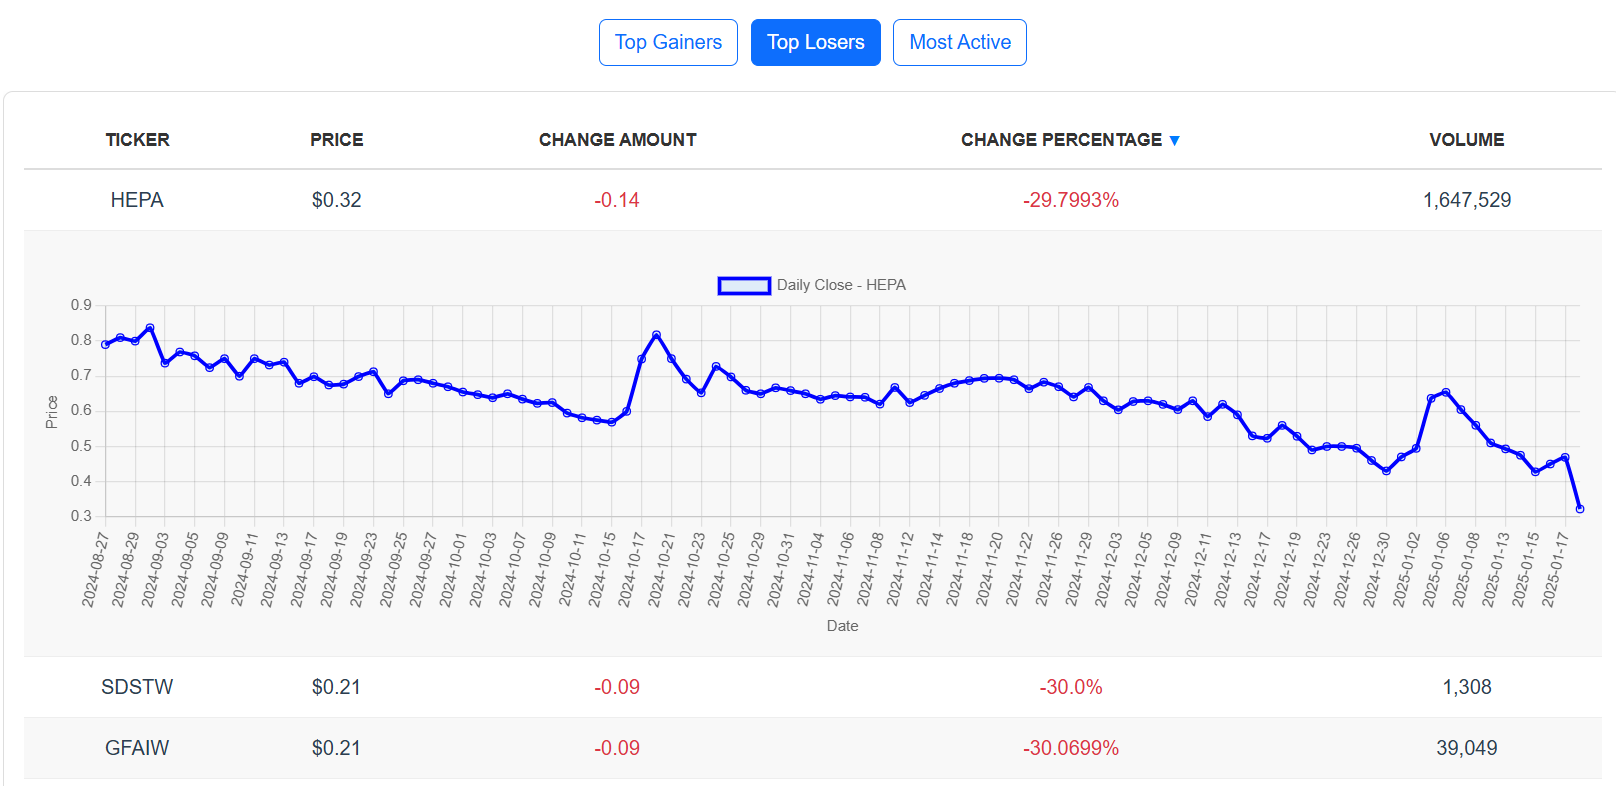 Top Gainers Top Losers Most Active
TICKER PRICE CHANGE AMOUNT CHANGE PERCENTAGE ▼ VOLUME
HEPA $0.32 -0.14 -29.7993% 1,647,529
Daily Close - HEPA
0.9
0.8
0.7
0.6
0.5
0.4
0.3
Price
2024-08-27 2024-08-29 2024-09-03 2024-09-05 2024-09-09 2024-09-11 2024-09-13 2024-09-17 2024-09-19 2024-09-23 2024-09-25 2024-09-27 2024-10-01 2024-10-03 2024-10-07 2024-10-09 2024-10-11 2024-10-15 2024-10-17 2024-10-21 2024-10-23 2024-10-25 2024-10-29 2024-10-31 2024-11-04 2024-11-06 2024-11-08 2024-11-12 2024-11-14 2024-11-18 2024-11-20 2024-11-22 2024-11-26 2024-11-29 2024-12-03 2024-12-05 2024-12-09 2024-12-11 2024-12-13 2024-12-17 2024-12-19 2024-12-23 2024-12-26 2024-12-30 2025-01-02 2025-01-06 2025-01-08 2025-01-13 2025-01-15 2025-01-17
Date
SDSTW $0.21 -0.09 -30.0% 1,308
GFAIW $0.21 -0.09 -30.0699% 39,049